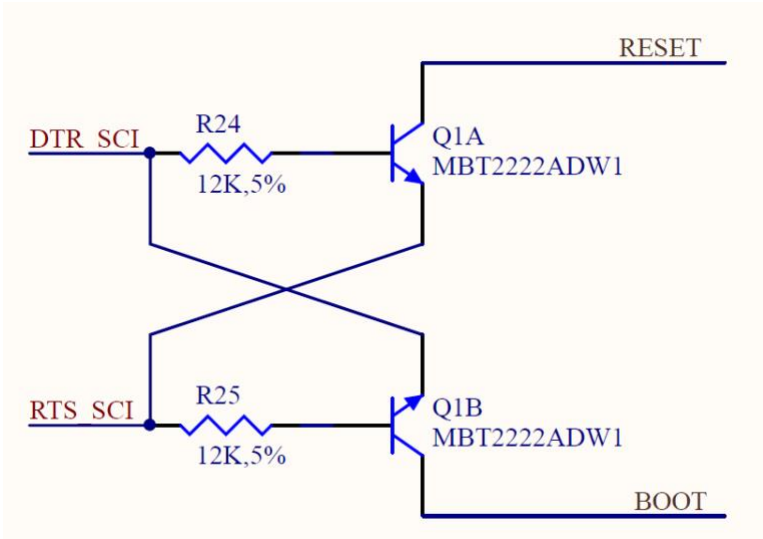 RESET
DTR_SCI
R24
12K,5%
Q1A
MBT2222ADW1
RTS_SCI
R25
12K,5%
Q1B
MBT2222ADW1
BOOT